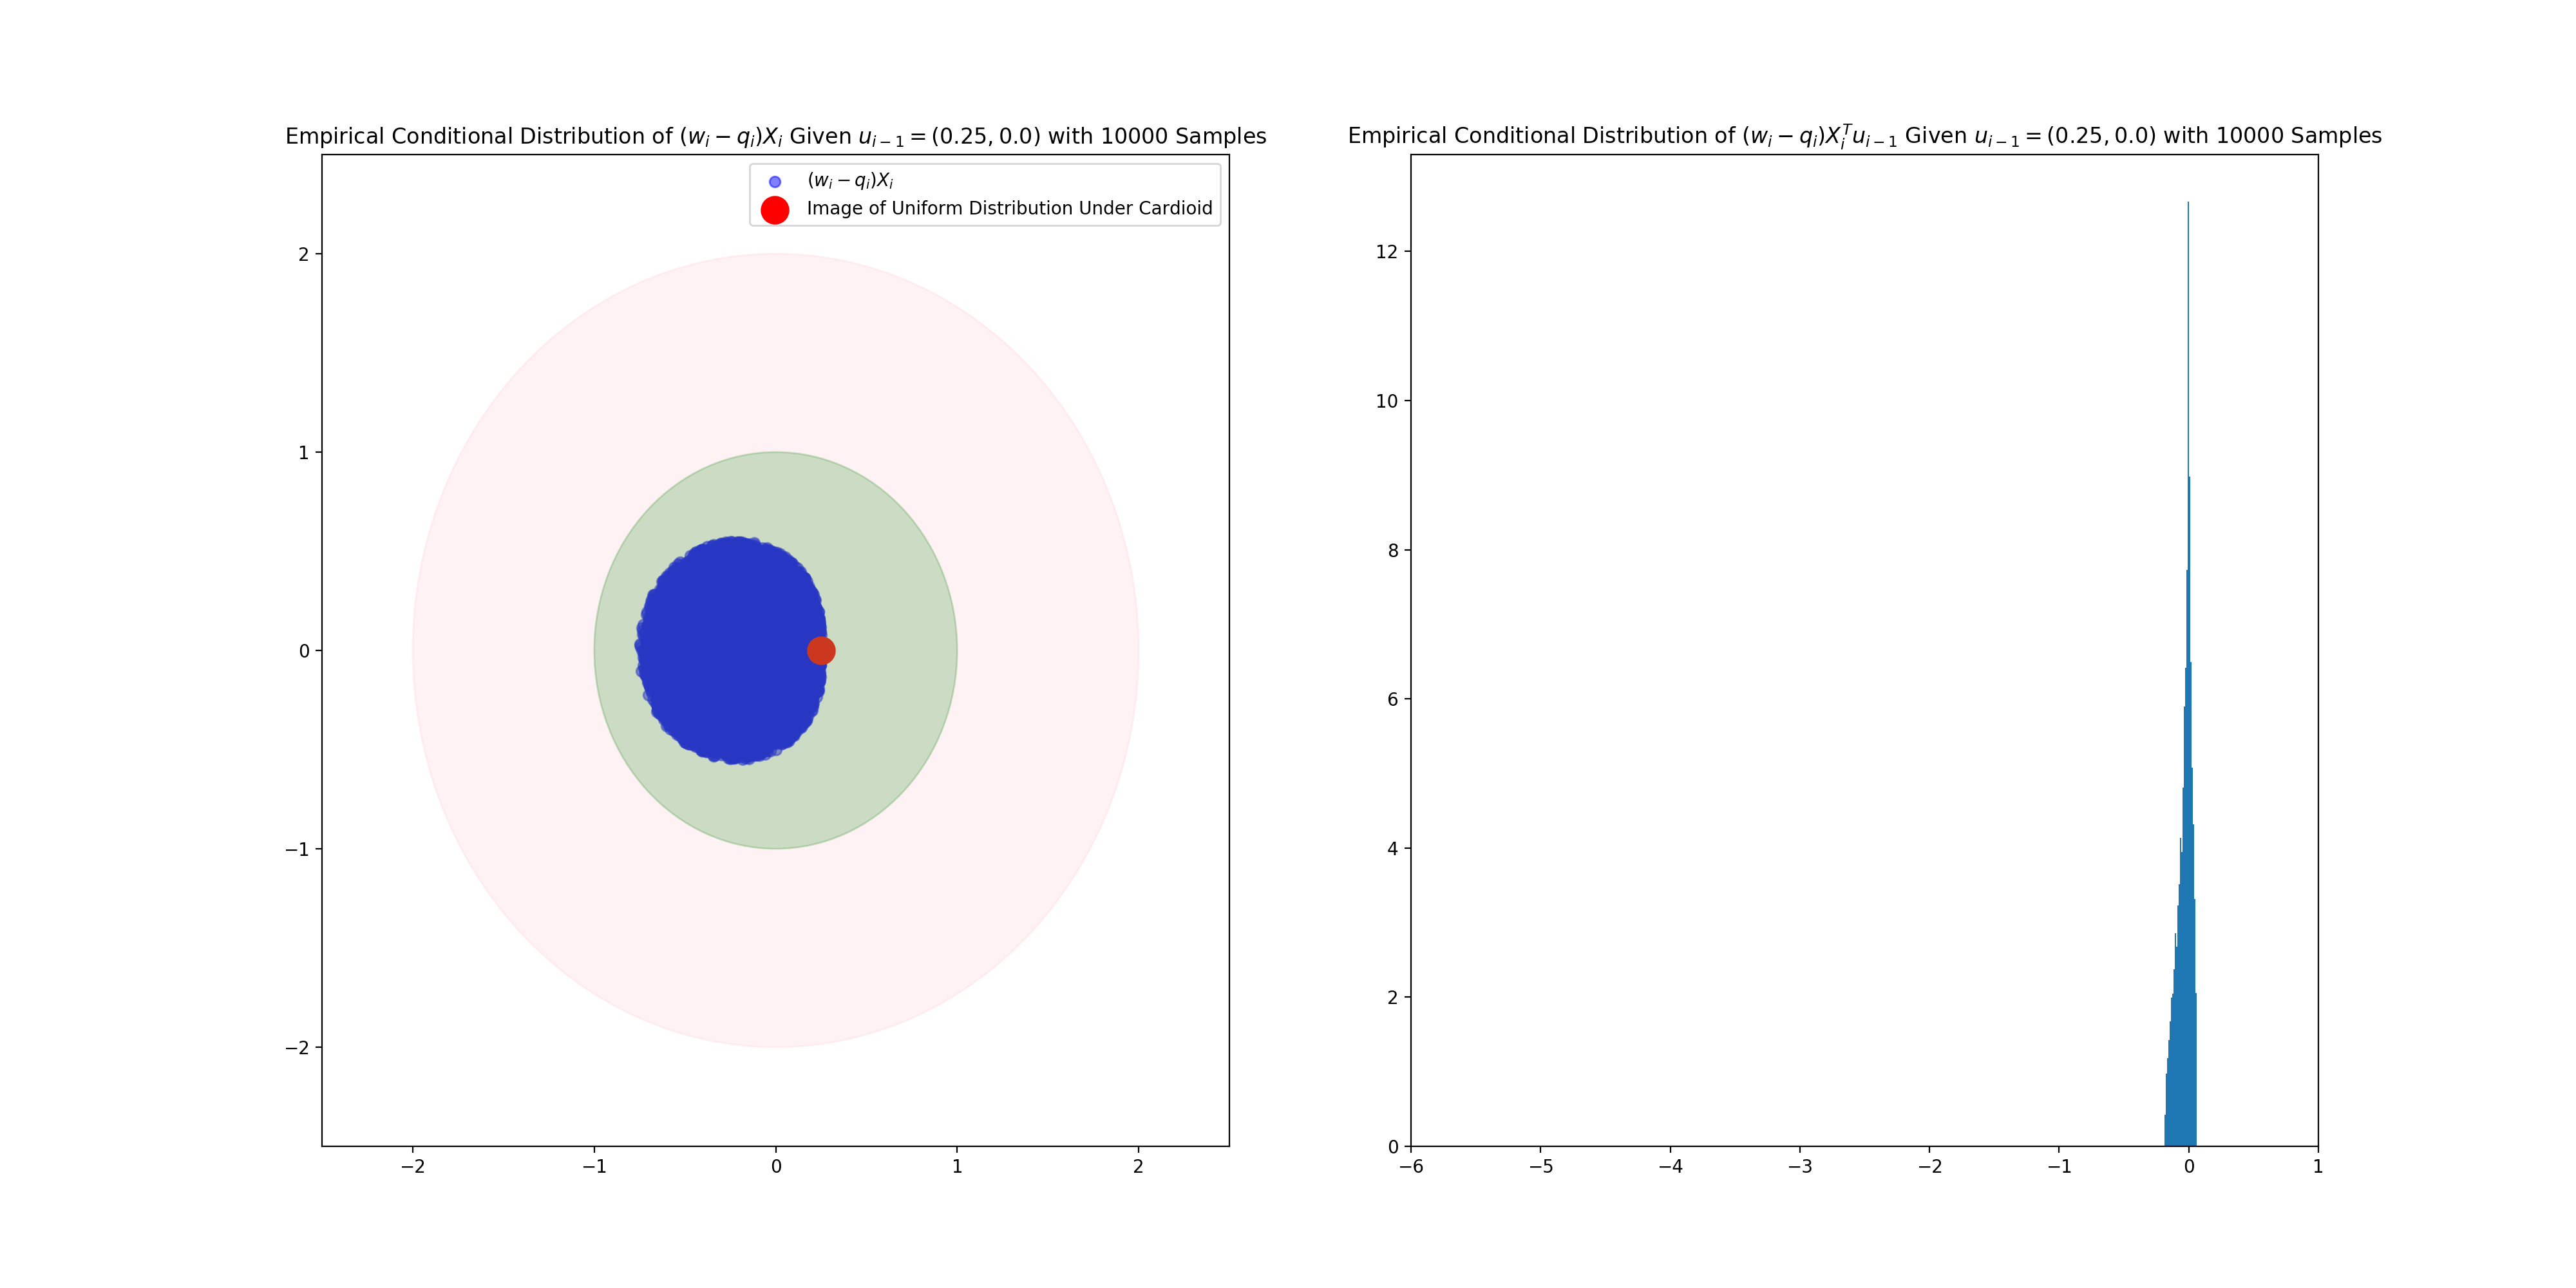 Empirical Conditional Distribution of $(w_i - q_i)X_i$ Given $u_{i-1} = (0.25, 0.0)$ with 10000 Samples
$(w_i - q_i)X_i$
Image of Uniform Distribution Under Cardioid
2
1
0
−1
−2
−2 −1 0 1 2
Empirical Conditional Distribution of $(w_i - q_i)X_i^T u_{i-1}$ Given $u_{i-1} = (0.25, 0.0)$ with 10000 Samples
12
10
8
6
4
2
0
−6 −5 −4 −3 −2 −1 0 1